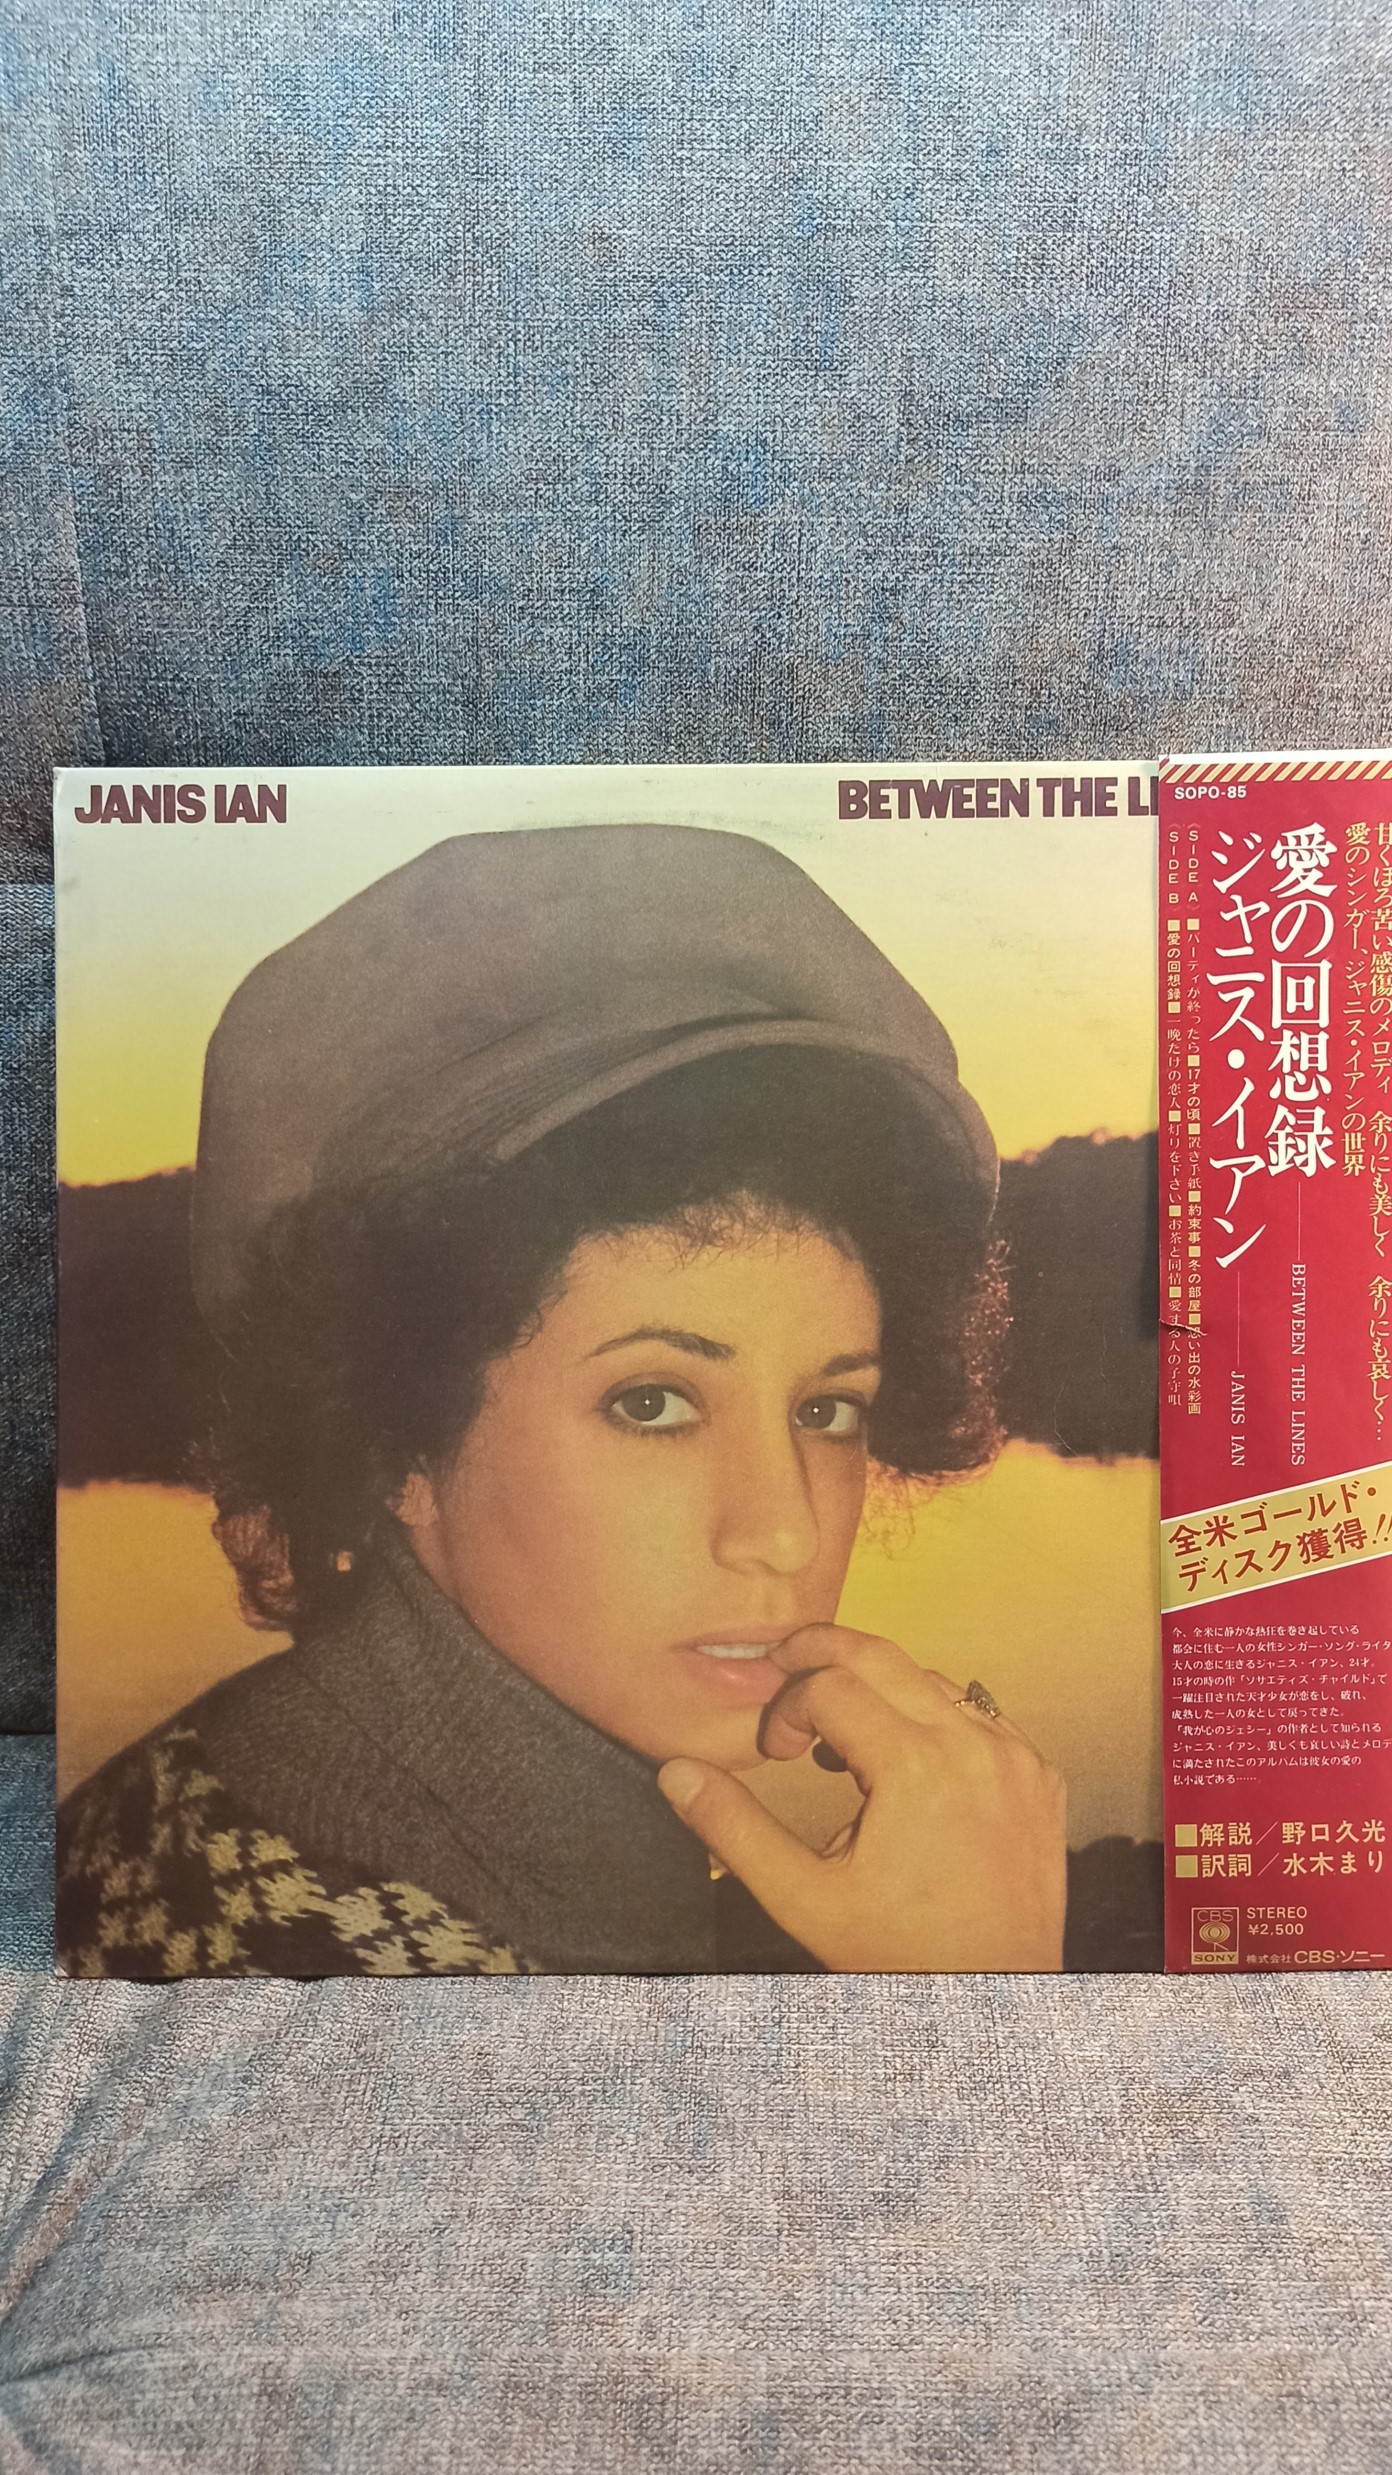 JANIS IAN
BETWEEN THE LI
SOPO-85
甘くほろ苦い感傷のメロディ 余りにも美しく 余りにも哀しく…
愛のシンガー、ジャニス・イアンの世界
愛の回想録 BETWEEN THE LINES
ジャニス・イアン JANIS IAN
《SIDE A》■パーティが終ったら■17才の頃■置き手紙■約束事■冬の部屋■思い出の水彩画
《SIDE B》■愛の回想録■一晩だけの恋人■灯りを下さい■お茶と同情■愛する人の子守唄
全米ゴールド・
ディスク獲得!!
今、全米に静かな熱狂を巻き起している
都会に住む一人の女性シンガー・ソング・ライタ
大人の恋に生きるジャニス・イアン、24才。
15才の時の作「ソサエティズ・チャイルド」で
一躍注目された天才少女が恋をし、破れ、
成熟した一人の女として戻ってきた。
「我が心のジェシー」の作者として知られる
ジャニス・イアン、美しくも哀しい詩とメロデ
に満たされたこのアルバムは彼女の愛の
私小説である……。
■解説／野口久光
■訳詞／水木まり
CBS
SONY
STEREO
¥2,500
株式会社CBS・ソニー